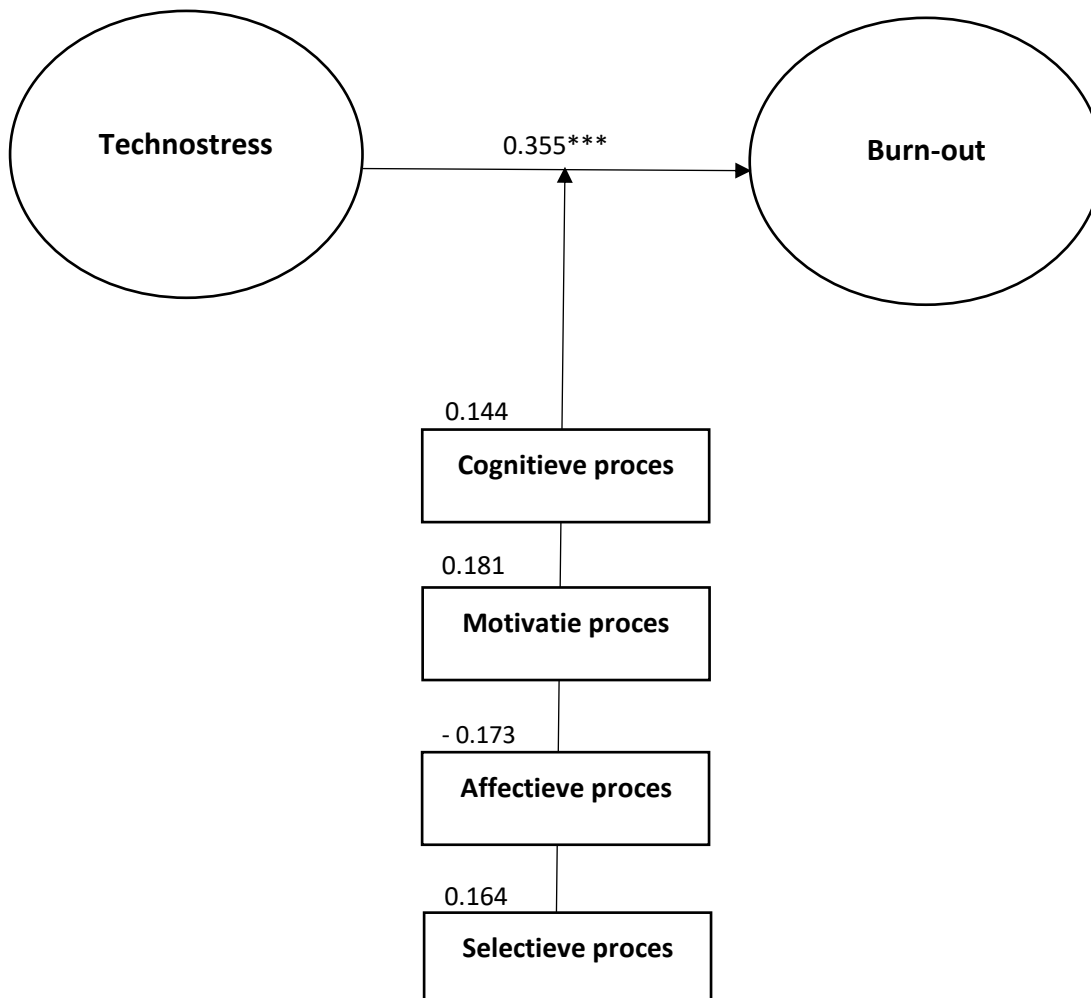 Technostress
0.355***
Burn-out
0.144
Cognitieve proces
0.181
Motivatie proces
- 0.173
Affectieve proces
0.164
Selectieve proces